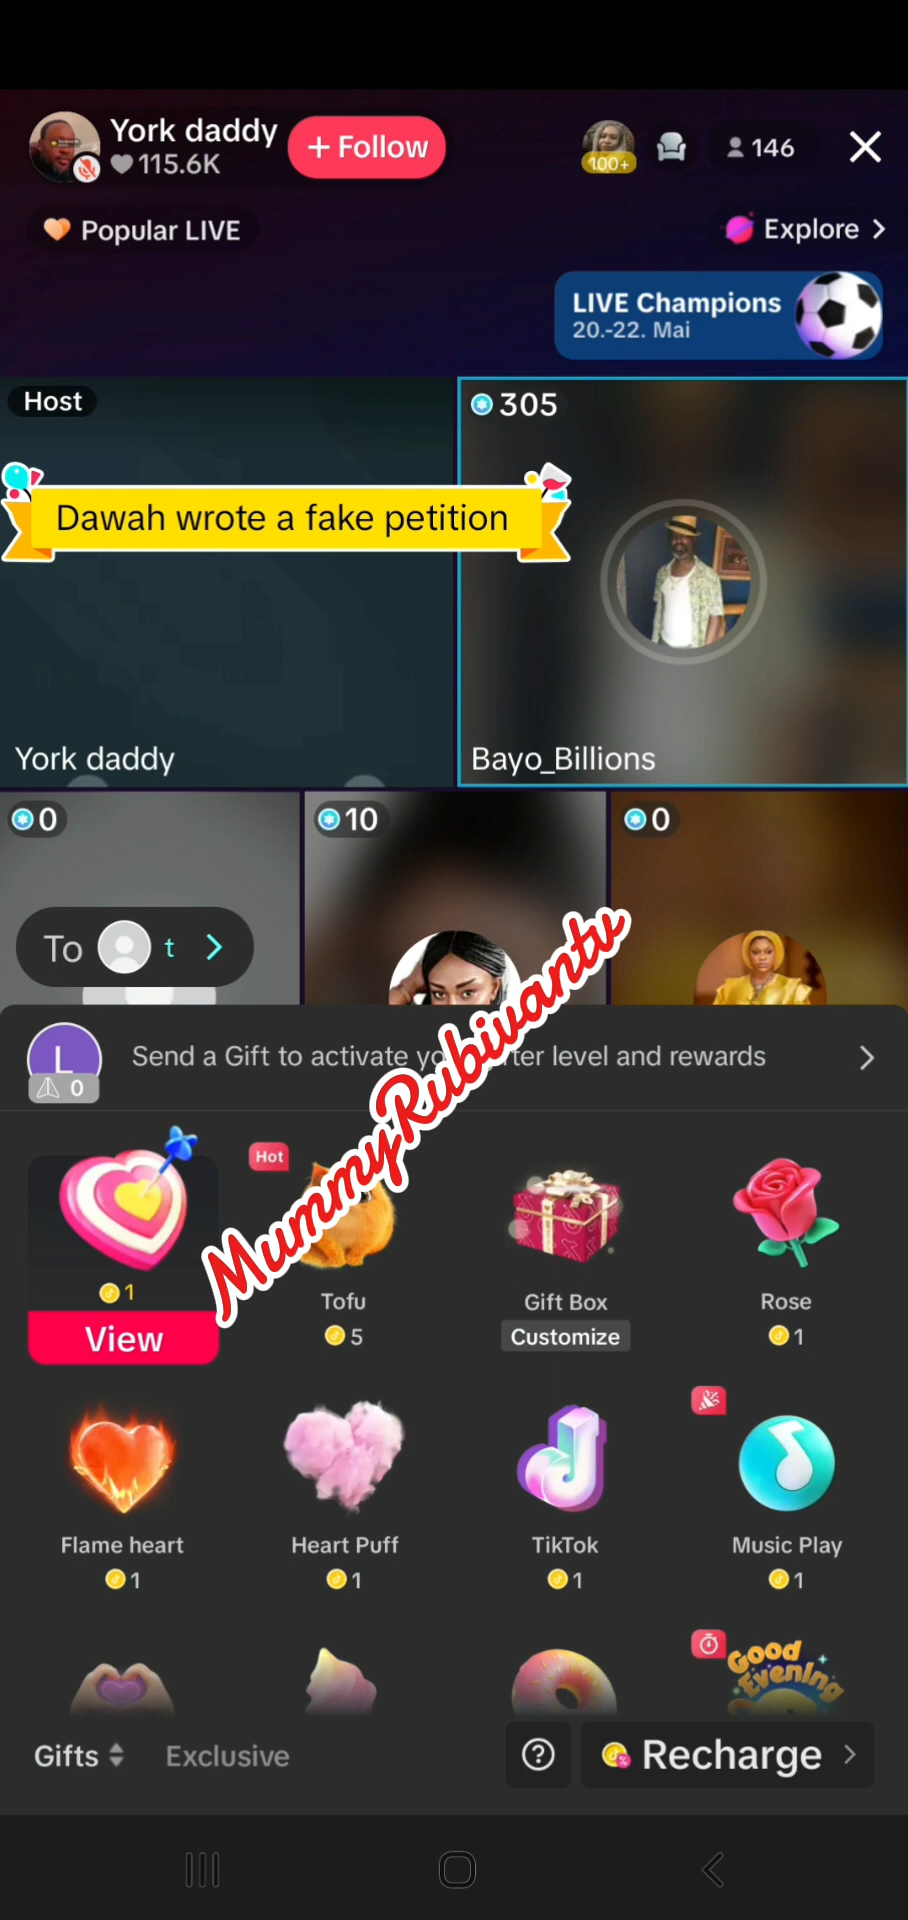 York daddy
115.6K
+ Follow
100+
146
Popular LIVE
Explore
LIVE Champions
20.-22. Mai
Host
305
Dawah wrote a fake petition
York daddy
Bayo_Billions
0
10
0
To
t
L
0
Send a Gift to activate
level and rewards
MummyRubivantv
Hot
1
View
Tofu
5
Gift Box
Customize
Rose
1
Flame heart
1
Heart Puff
1
TikTok
1
Music Play
1
Good
Evening
Gifts
Exclusive
Recharge